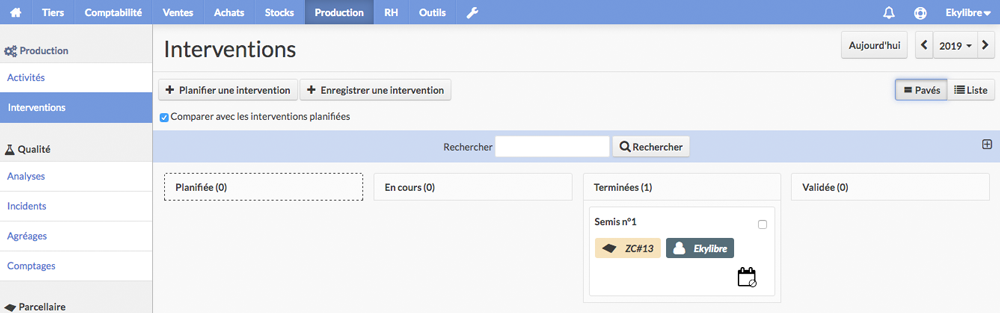 Tiers Comptabilité Ventes Achats Stocks Production RH Outils Ekylibre
Production
Activités
Interventions
Qualité
Analyses
Incidents
Agréages
Comptages
Parcellaire
Interventions
Aujourd'hui 2019
Planifier une intervention Enregistrer une intervention Pavés Liste
Comparer avec les interventions planifiées
Rechercher Rechercher
Planifiée (0) En cours (0) Terminées (1) Validée (0)
Semis n°1
ZC#13 Ekylibre